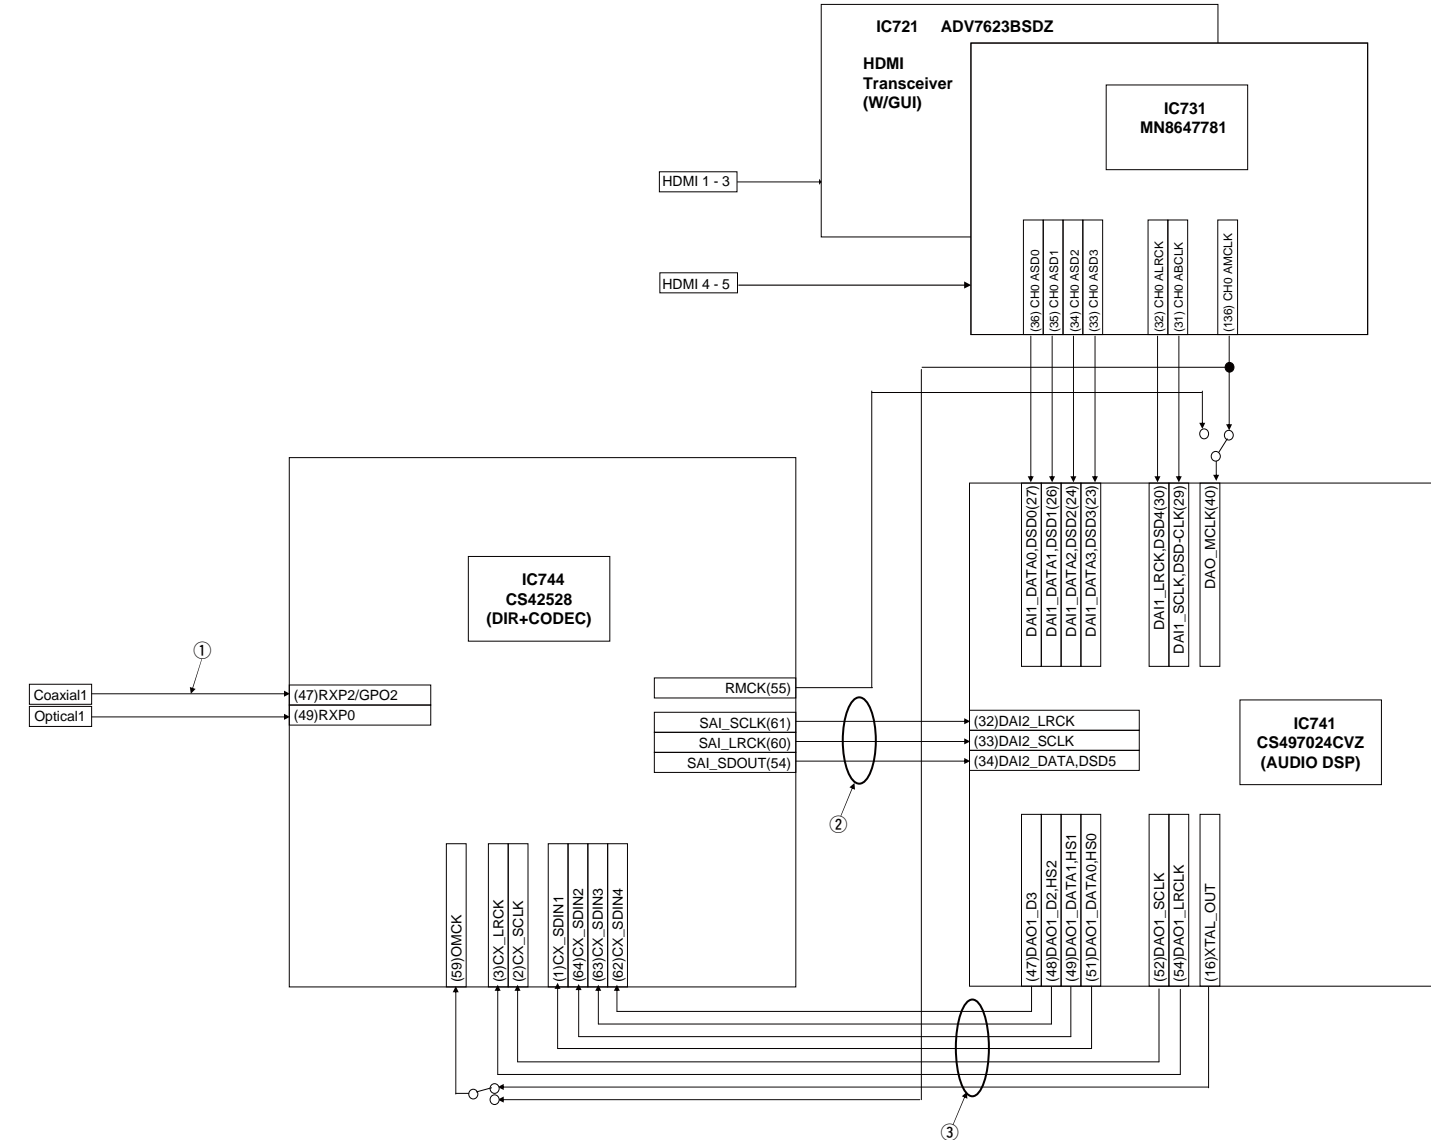 IC721 ADV7623BSDZ
HDMI
Transceiver
(W/GUI)
IC731
MN8647781
HDMI 1 - 3
HDMI 4 - 5
(36) CH0 ASD0
(35) CH0 ASD1
(34) CH0 ASD2
(33) CH0 ASD3
(32) CH0 ALRCK
(31) CH0 ABCLK
(136) CH0 AMCLK
DAI1_DATA0,DSD0(27)
DAI1_DATA1,DSD1(26)
DAI1_DATA2,DSD2(24)
DAI1_DATA3,DSD3(23)
DAI1_LRCK,DSD4(30)
DAI1_SCLK,DSD-CLK(29)
DAO_MCLK(40)
IC744
CS42528
(DIR+CODEC)
①
Coaxial1
Optical1
(47)RXP2/GPO2
(49)RXP0
RMCK(55)
SAI_SCLK(61)
SAI_LRCK(60)
SAI_SDOUT(54)
(32)DAI2_LRCK
(33)DAI2_SCLK
(34)DAI2_DATA,DSD5
IC741
CS497024CVZ
(AUDIO DSP)
②
(59)OMCK
(3)CX_LRCK
(2)CX_SCLK
(1)CX_SDIN1
(64)CX_SDIN2
(63)CX_SDIN3
(62)CX_SDIN4
(47)DAO1_D3
(48)DAO1_D2,HS2
(49)DAO1_DATA1,HS1
(51)DAO1_DATA0,HS0
(52)DAO1_SCLK
(54)DAO1_LRCLK
(16)XTAL_OUT
③